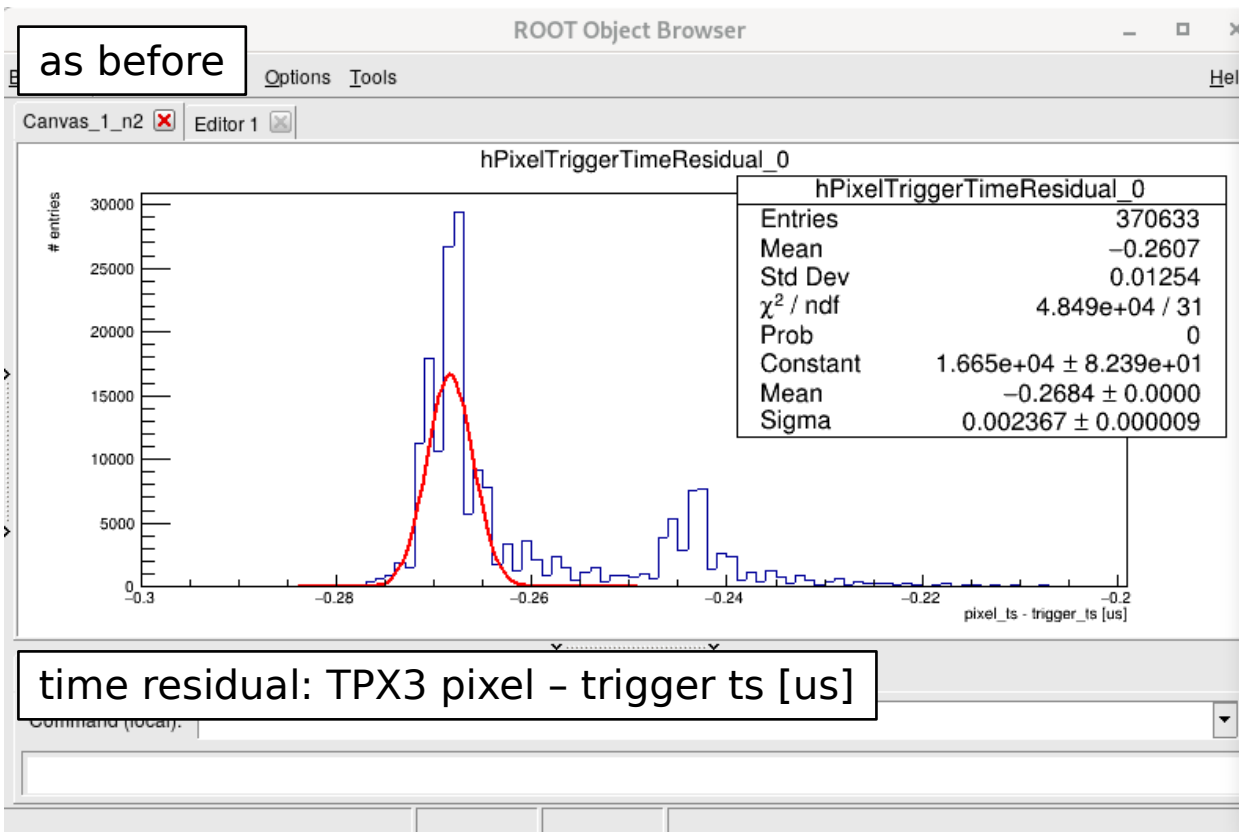 ROOT Object Browser
as before
Options Tools
Hel
Canvas_1_n2 Editor 1
hPixelTriggerTimeResidual_0
hPixelTriggerTimeResidual_0
Entries 370633
Mean −0.2607
Std Dev 0.01254
χ² / ndf 4.849e+04 / 31
Prob 0
Constant 1.665e+04 ± 8.239e+01
Mean −0.2684 ± 0.0000
Sigma 0.002367 ± 0.000009
# entries
30000
25000
20000
15000
10000
5000
0
−0.3 −0.28 −0.26 −0.24 −0.22 −0.2
pixel_ts - trigger_ts [us]
time residual: TPX3 pixel – trigger ts [us]
Command (local):